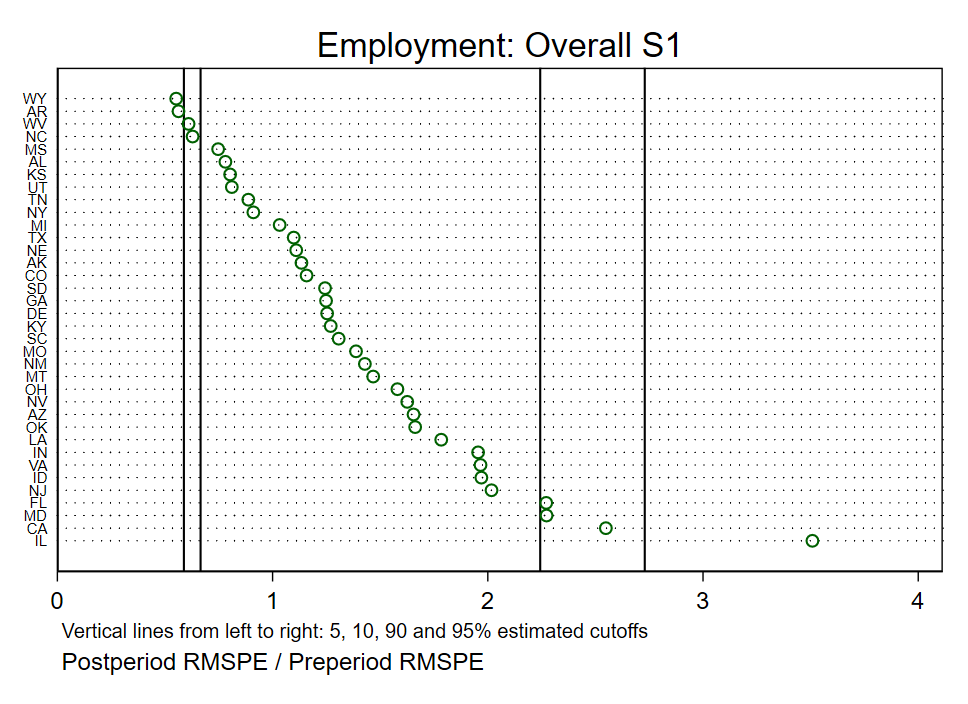 Employment: Overall S1
WY
AR
WV
NC
MS
AL
KS
UT
TN
NY
MI
TX
NE
AK
CO
SD
GA
DE
KY
SC
MO
NM
MT
OH
NV
AZ
OK
LA
IN
VA
ID
NJ
FL
MD
CA
IL
0 1 2 3 4
Vertical lines from left to right: 5, 10, 90 and 95% estimated cutoffs
Postperiod RMSPE / Preperiod RMSPE